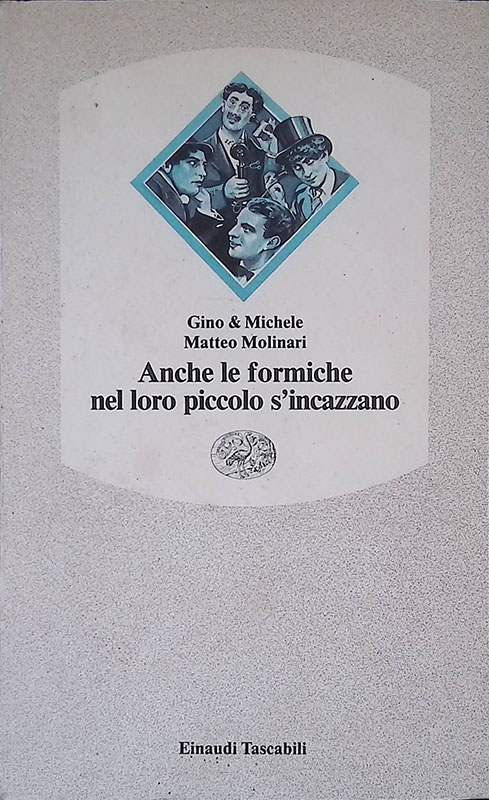 Gino & Michele
Matteo Molinari
Anche le formiche
nel loro piccolo s'incazzano
Einaudi Tascabili